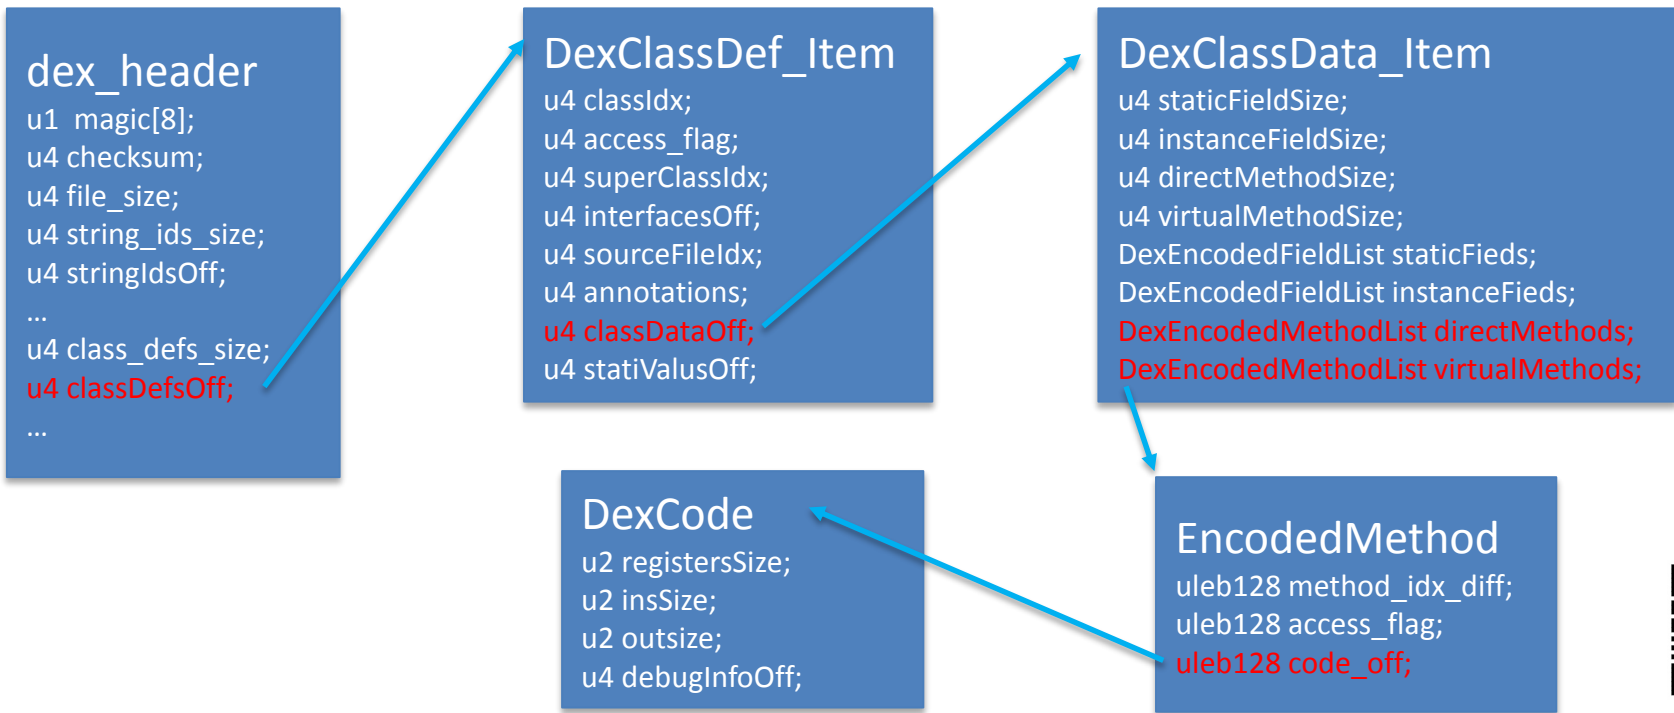 dex_header
u1  magic[8];
u4 checksum;
u4 file_size;
u4 string_ids_size;
u4 stringIdsOff;
...
u4 class_defs_size;
u4 classDefsOff;
...
DexClassDef_Item
u4 classIdx;
u4 access_flag;
u4 superClassIdx;
u4 interfacesOff;
u4 sourceFileIdx;
u4 annotations;
u4 classDataOff;
u4 statiValusOff;
DexClassData_Item
u4 staticFieldSize;
u4 instanceFieldSize;
u4 directMethodSize;
u4 virtualMethodSize;
DexEncodedFieldList staticFieds;
DexEncodedFieldList instanceFieds;
DexEncodedMethodList directMethods;
DexEncodedMethodList virtualMethods;
DexCode
u2 registersSize;
u2 insSize;
u2 outsize;
u4 debugInfoOff;
EncodedMethod
uleb128 method_idx_diff;
uleb128 access_flag;
uleb128 code_off;